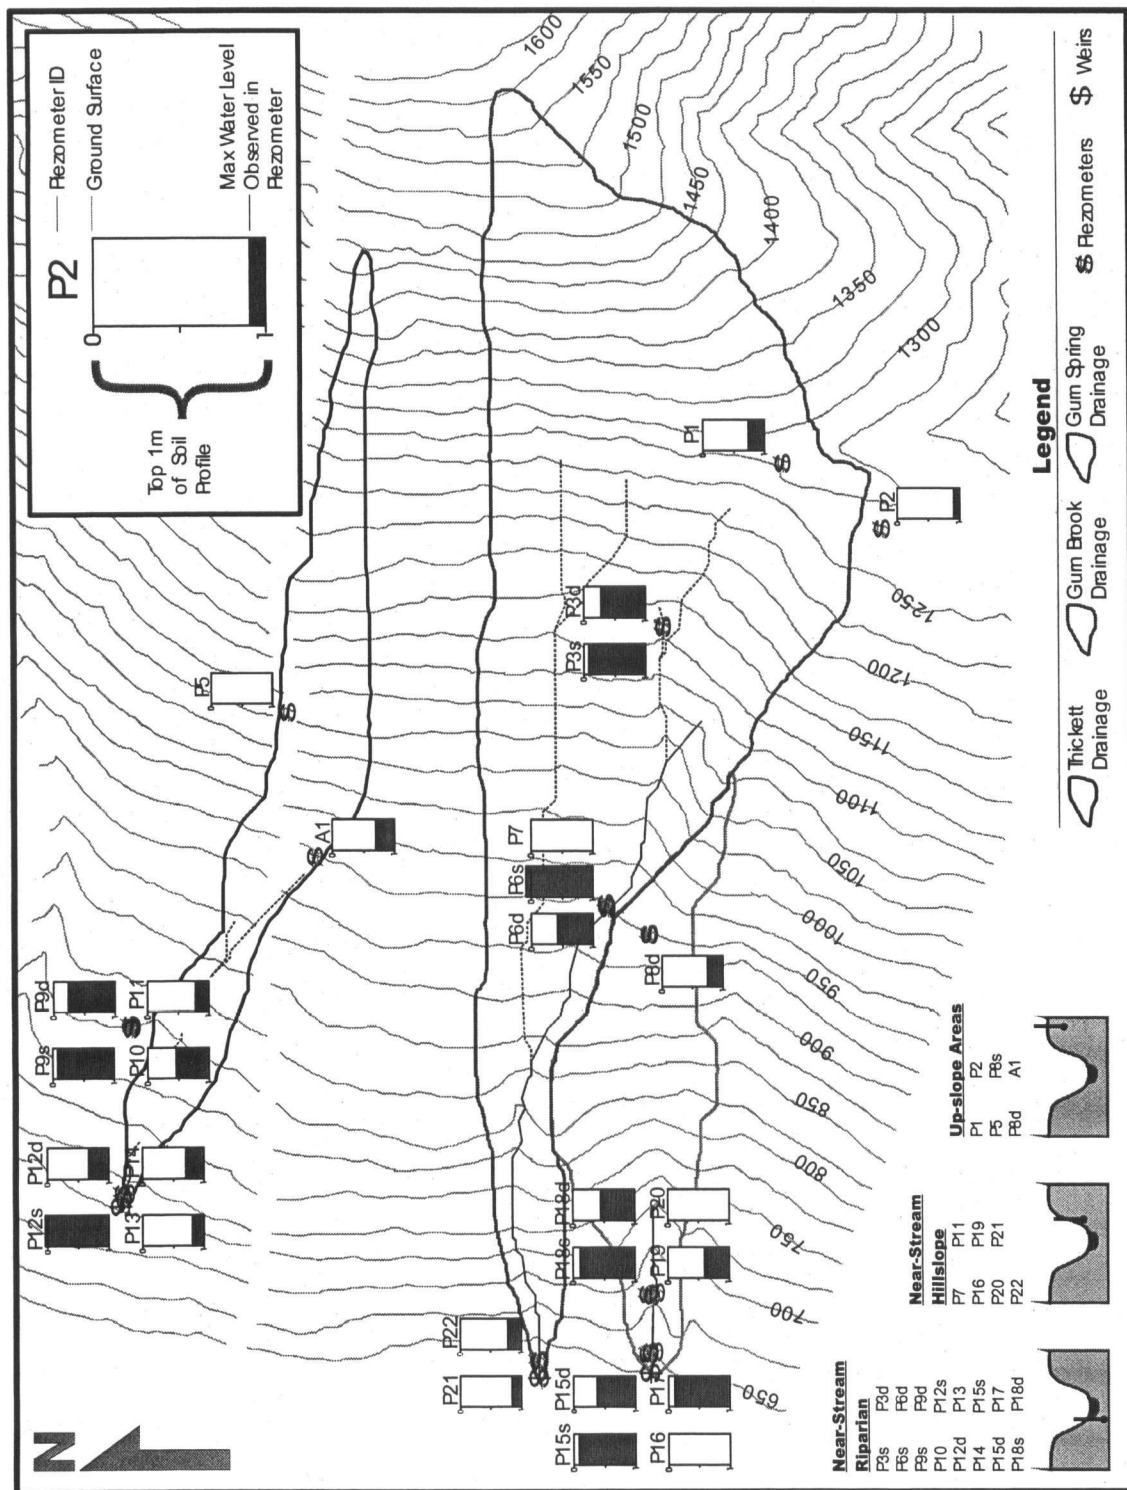 N
P2
Rezometer ID
Ground Surface
Max Water Level
Observed in
Rezometer
0
1
Top 1m
of Soil
Profile
P12s
P12d
P9s
P9d
P13
P14
P10
P11
P5
A1
P21
P22
P15s
P15d
P18s
P18d
P6d
P6s
P7
P3s
P3d
P16
P17
P19
P20
P8d
P1
P2
1600
1550
1500
1450
1400
1350
1300
1250
1200
1150
1100
1050
1000
950
900
850
800
750
700
650
Near-Stream
Riparian
P3s P3d
P6s P6d
P9s P9d
P10 P12s
P12d P13
P14 P15s
P15d P17
P18s P18d
Near-Stream
Hillslope
P7 P11
P16 P19
P20 P21
P22
Up-slope Areas
P1 P2
P5 P8s
P8d A1
Legend
Thickett
Drainage
Gum Brook
Drainage
Gum Spring
Drainage
Rezometers
Weirs